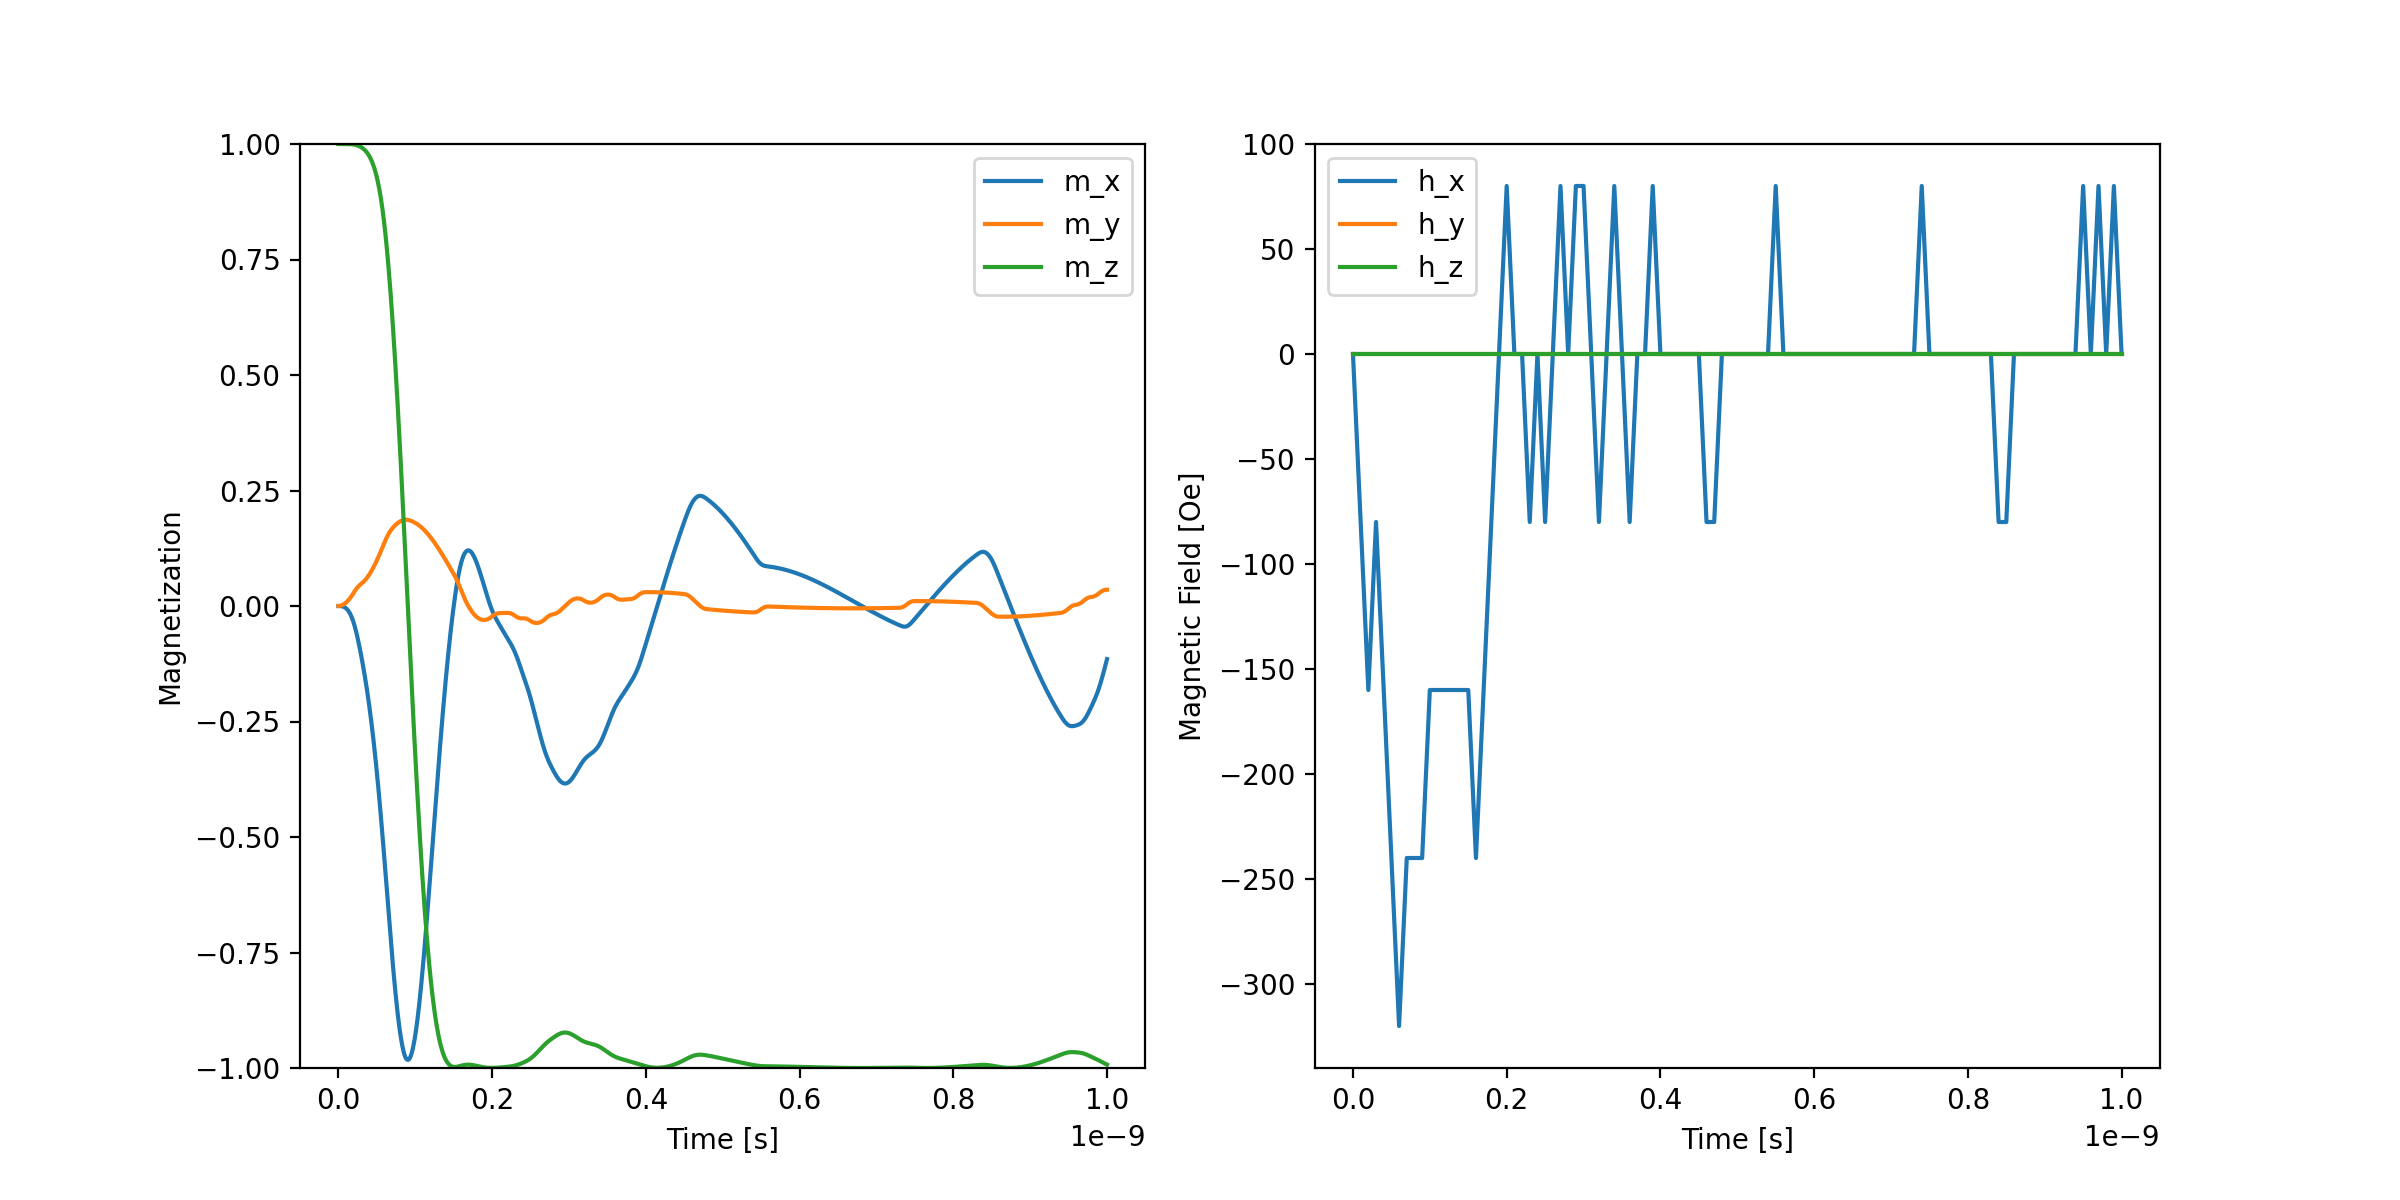 1.00
0.75
0.50
0.25
0.00
−0.25
−0.50
−0.75
−1.00
Magnetization
m_x
m_y
m_z
0.0 0.2 0.4 0.6 0.8 1.0
1e−9
Time [s]
100
50
0
−50
−100
−150
−200
−250
−300
Magnetic Field [Oe]
h_x
h_y
h_z
0.0 0.2 0.4 0.6 0.8 1.0
1e−9
Time [s]